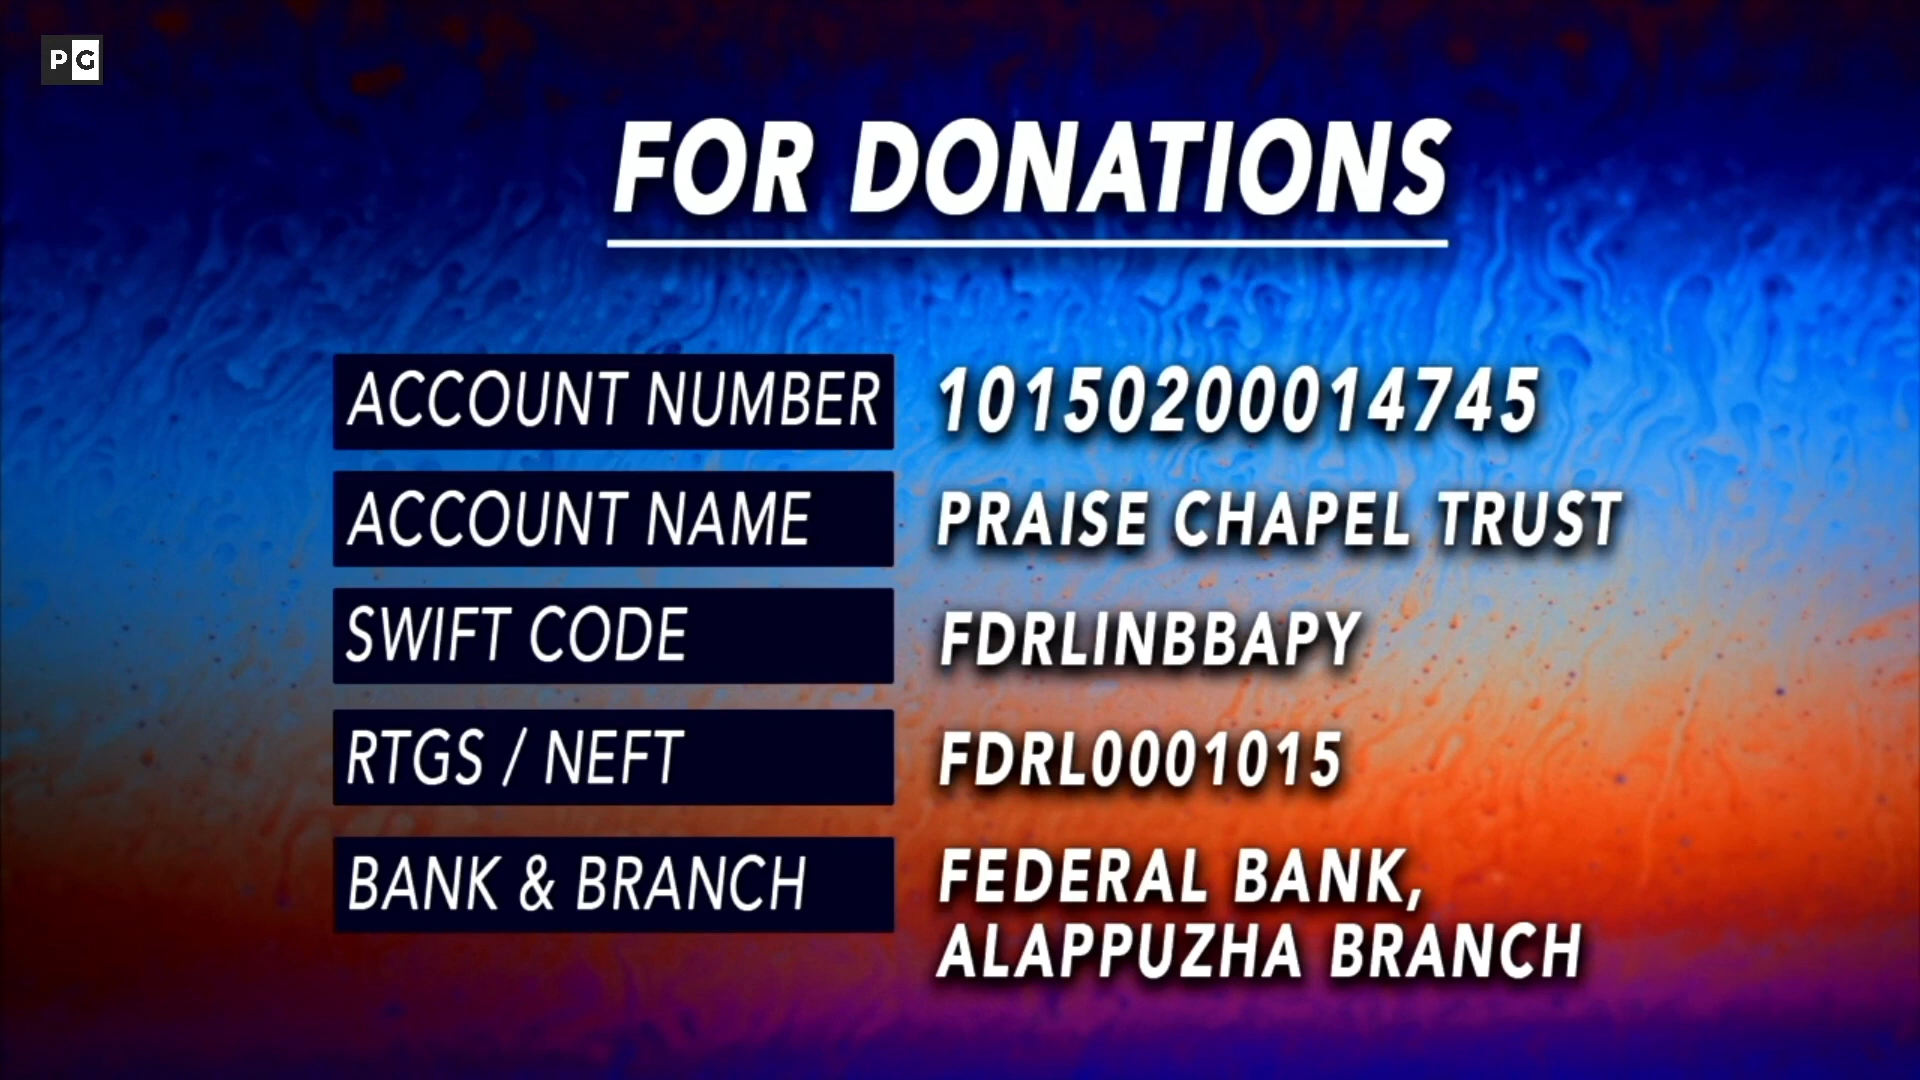 PG
FOR DONATIONS
ACCOUNT NUMBER 10150200014745
ACCOUNT NAME PRAISE CHAPEL TRUST
SWIFT CODE FDRLINBBAPY
RTGS / NEFT FDRL0001015
BANK & BRANCH FEDERAL BANK,
ALAPPUZHA BRANCH